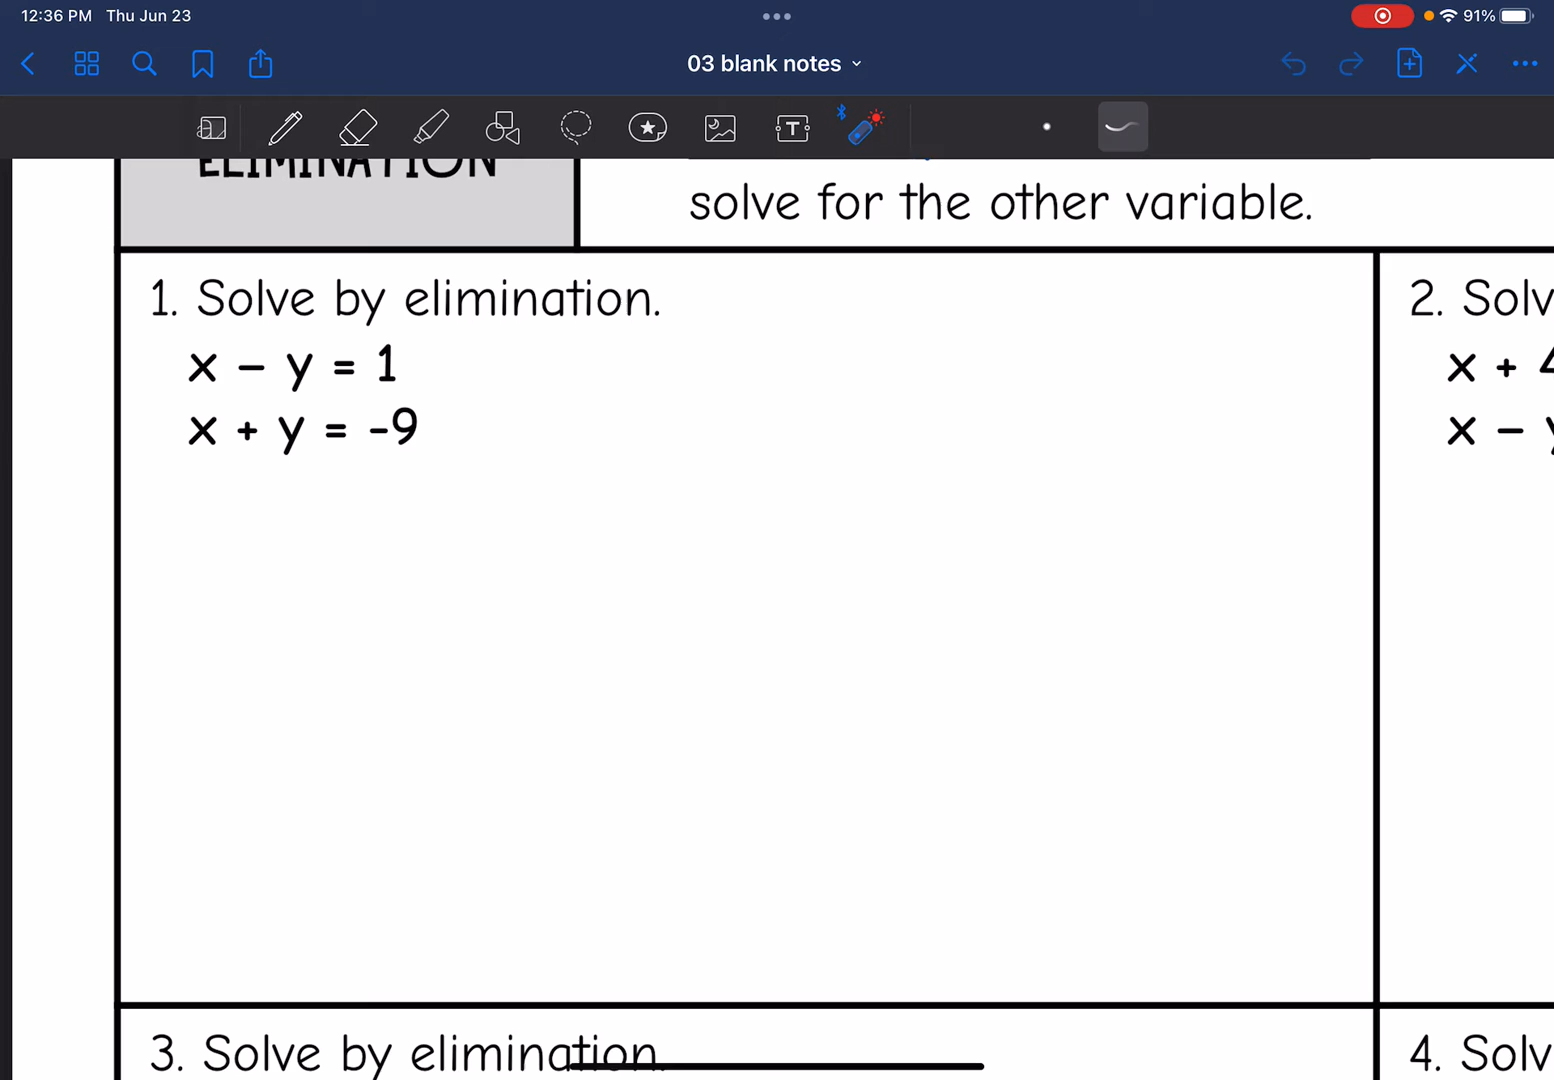 12:36 PM Thu Jun 23
91%
03 blank notes
T
ELIMINATION
solve for the other variable.
1. Solve by elimination.
x – y = 1
x + y = -9
2. Solv
x + 4
x – y
3. Solve by elimination.
4. Solv